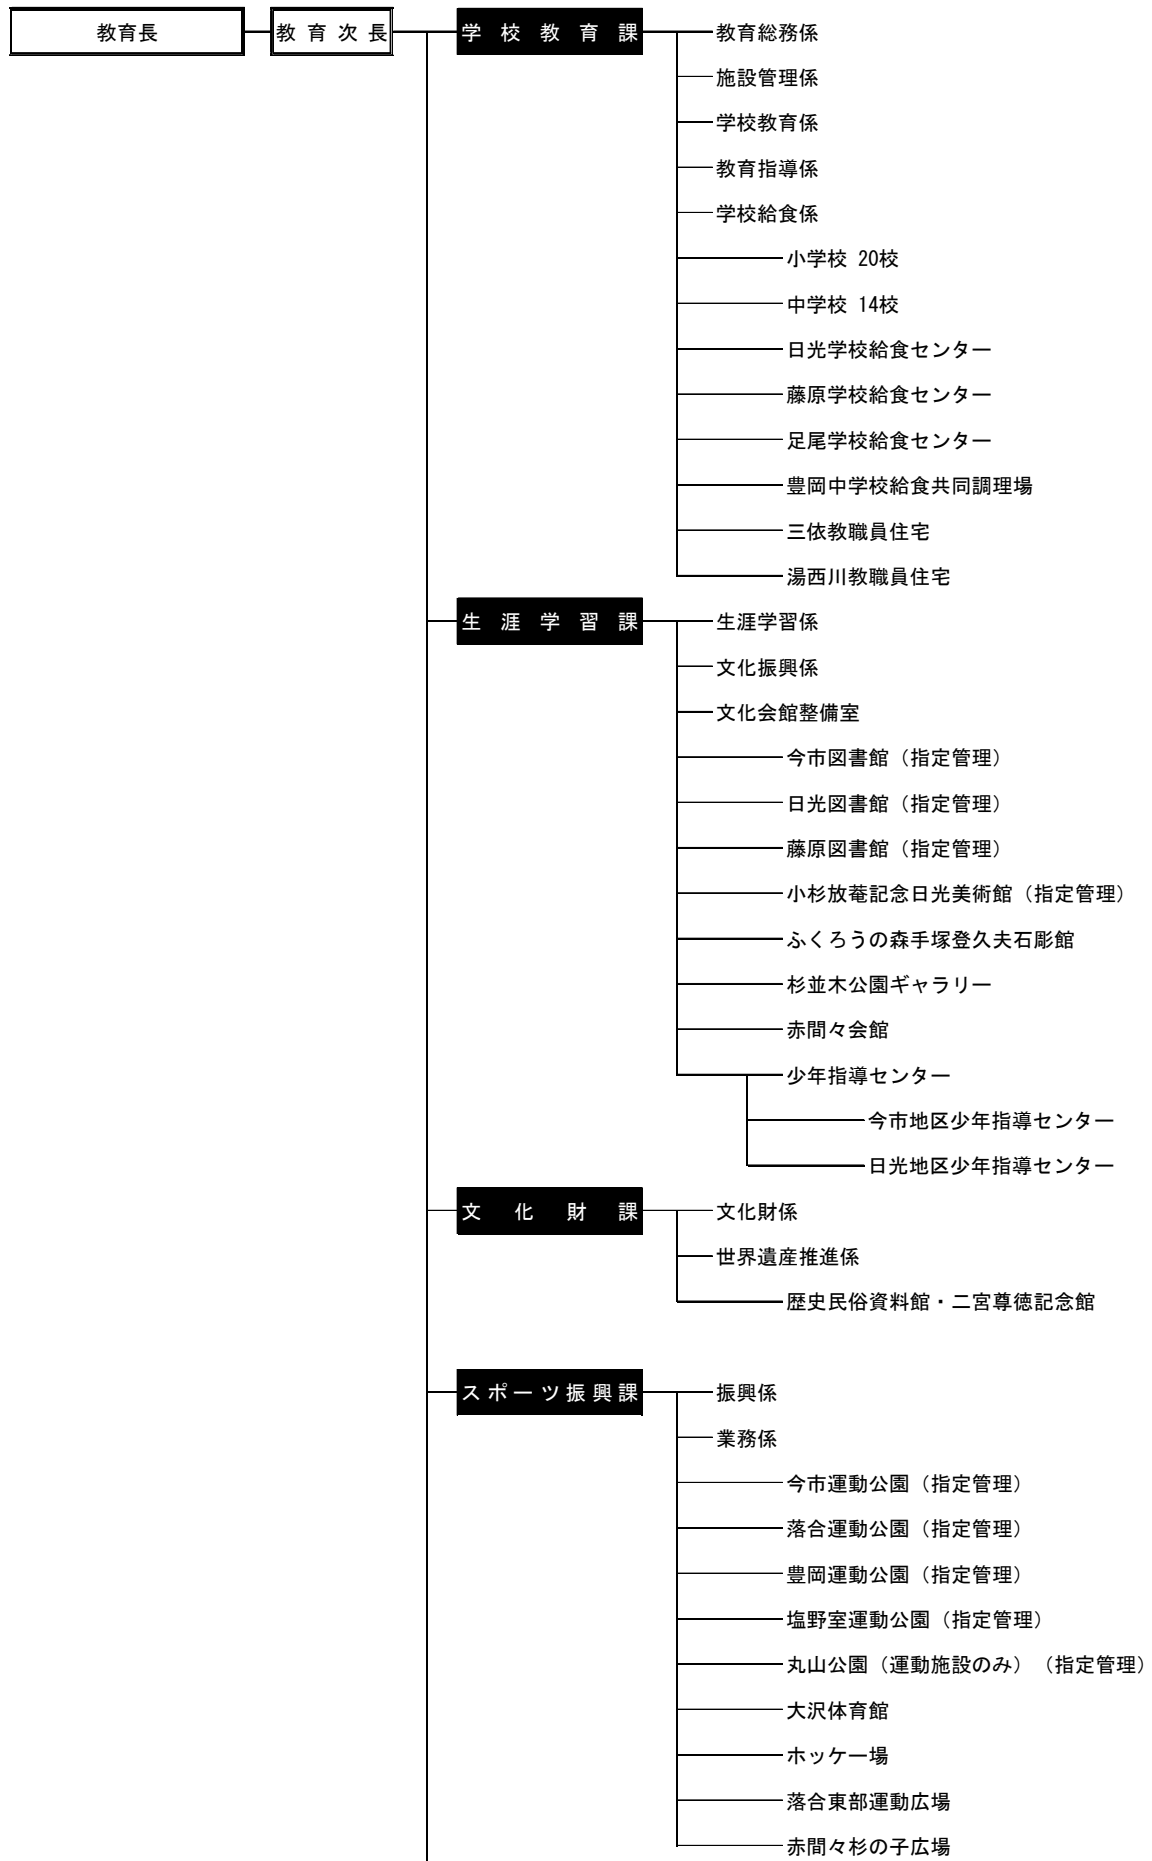 教育長 教育次長 学校教育課 教育総務係
施設管理係
学校教育係
教育指導係
学校給食係
小学校 20校
中学校 14校
日光学校給食センター
藤原学校給食センター
足尾学校給食センター
豊岡中学校給食共同調理場
三依教職員住宅
湯西川教職員住宅
生涯学習課 生涯学習係
文化振興係
文化会館整備室
今市図書館（指定管理）
日光図書館（指定管理）
藤原図書館（指定管理）
小杉放菴記念日光美術館（指定管理）
ふくろうの森手塚登久夫石彫館
杉並木公園ギャラリー
赤間々会館
少年指導センター
今市地区少年指導センター
日光地区少年指導センター
文化財課 文化財係
世界遺産推進係
歴史民俗資料館・二宮尊徳記念館
スポーツ振興課 振興係
業務係
今市運動公園（指定管理）
落合運動公園（指定管理）
豊岡運動公園（指定管理）
塩野室運動公園（指定管理）
丸山公園（運動施設のみ）（指定管理）
大沢体育館
ホッケー場
落合東部運動広場
赤間々杉の子広場